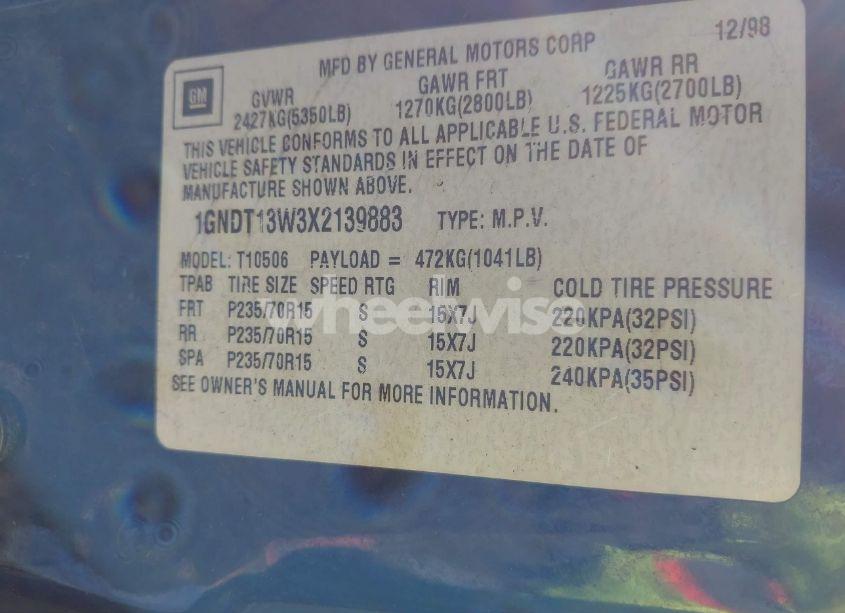 12/98
MFD BY GENERAL MOTORS CORP
GM
GVWR GAWR FRT GAWR RR
2427KG(5350LB) 1270KG(2800LB) 1225KG(2700LB)
THIS VEHICLE CONFORMS TO ALL APPLICABLE U.S. FEDERAL MOTOR
VEHICLE SAFETY STANDARDS IN EFFECT ON THE DATE OF
MANUFACTURE SHOWN ABOVE.
1GNDT13W3X2139883 TYPE: M.P.V.
MODEL: T10506 PAYLOAD = 472KG(1041LB)
TPAB TIRE SIZE SPEED RTG RIM COLD TIRE PRESSURE
FRT P235/70R15 S 15X7J 220KPA(32PSI)
RR P235/70R15 S 15X7J 220KPA(32PSI)
SPA P235/70R15 S 15X7J 240KPA(35PSI)
SEE OWNER'S MANUAL FOR MORE INFORMATION.
wheelwise